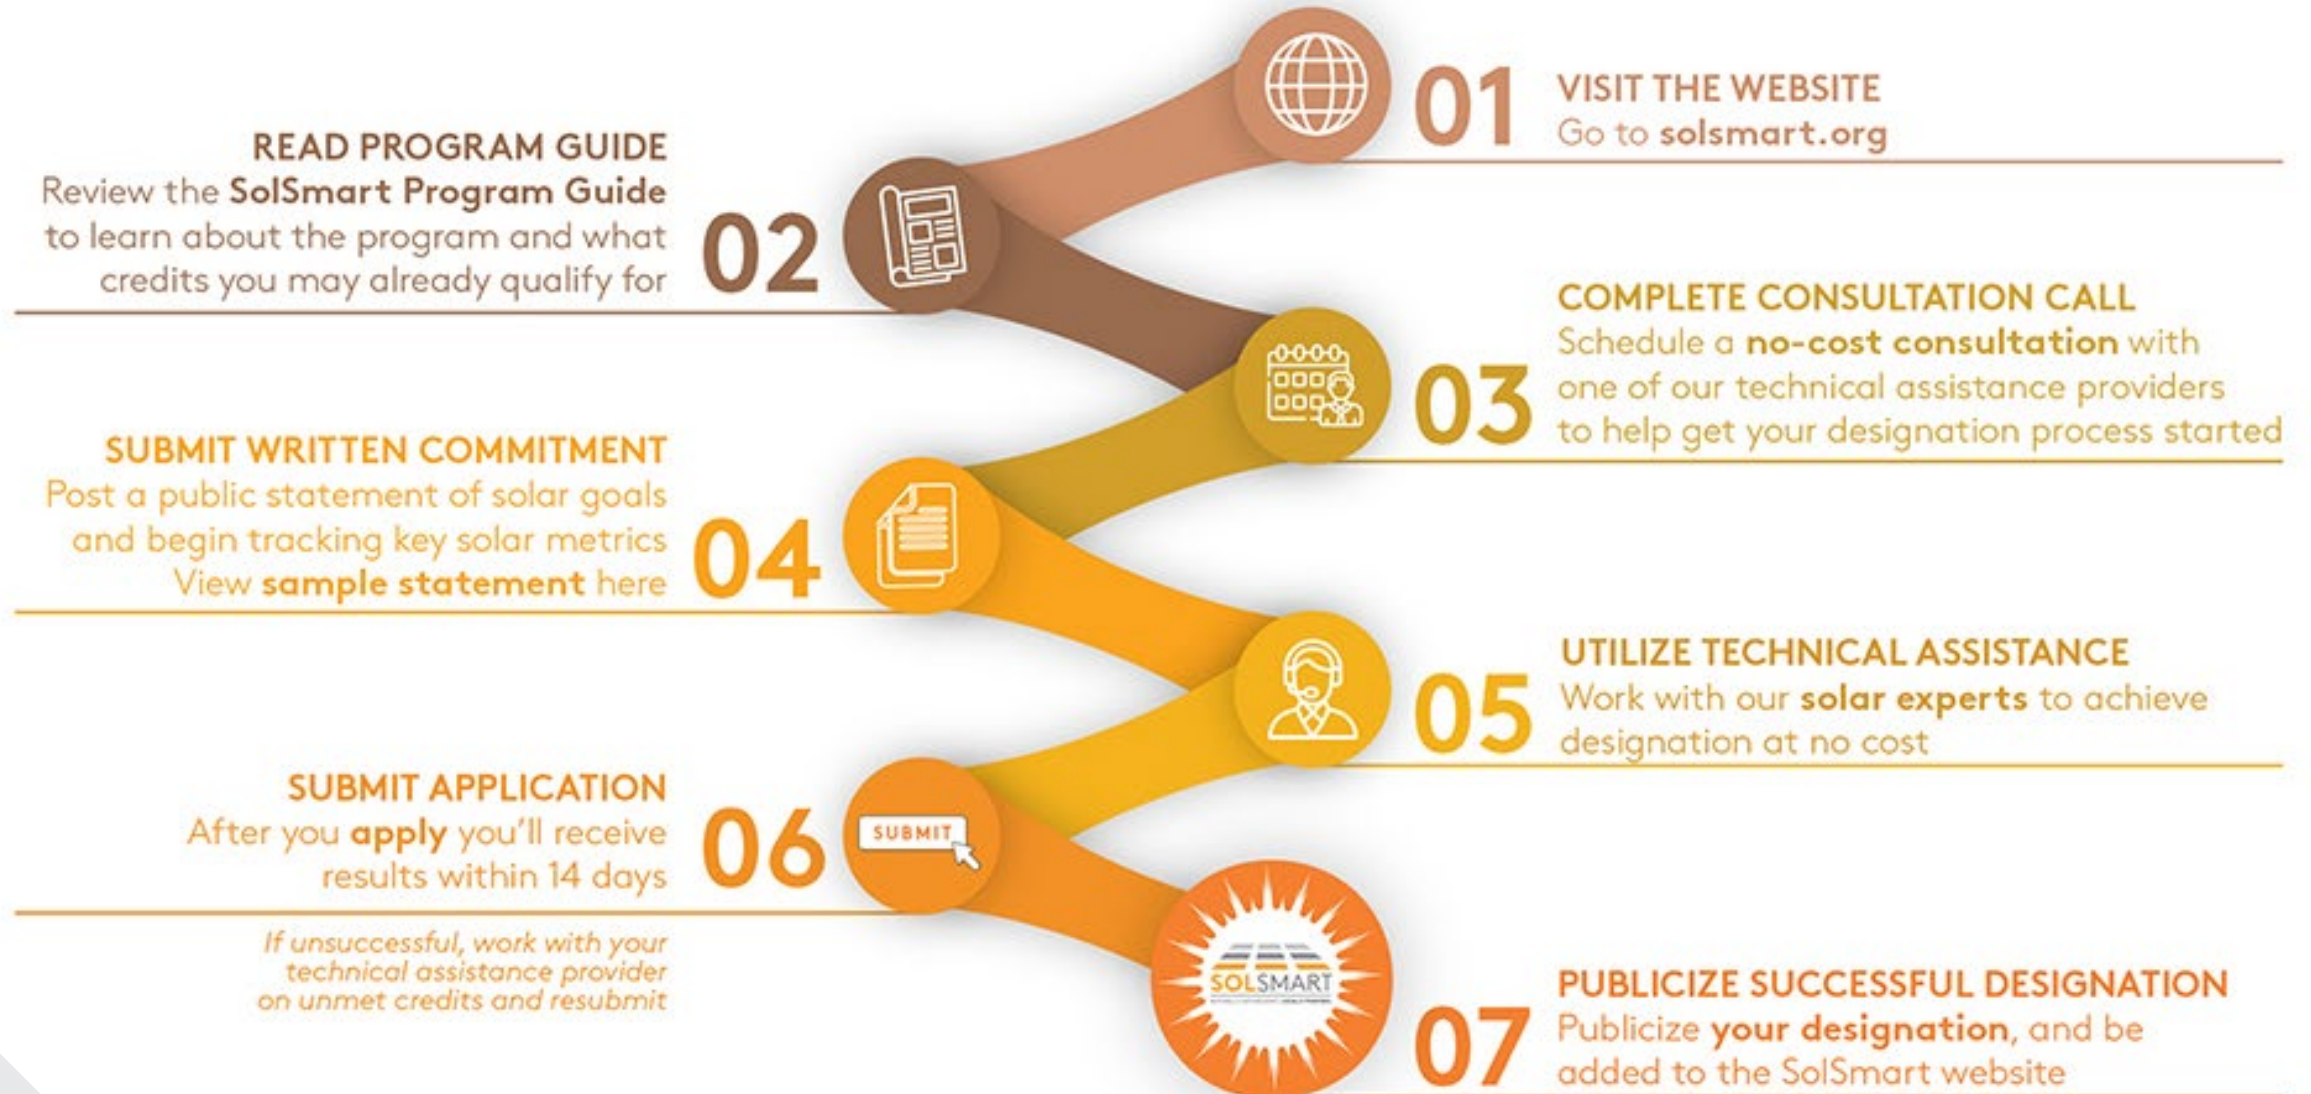 01
VISIT THE WEBSITE
Go to solsmart.org
READ PROGRAM GUIDE
Review the SolSmart Program Guide
to learn about the program and what
credits you may already qualify for
02
COMPLETE CONSULTATION CALL
Schedule a no-cost consultation with
one of our technical assistance providers
to help get your designation process started
03
SUBMIT WRITTEN COMMITMENT
Post a public statement of solar goals
and begin tracking key solar metrics
View sample statement here
04
UTILIZE TECHNICAL ASSISTANCE
Work with our solar experts to achieve
designation at no cost
05
SUBMIT APPLICATION
After you apply you'll receive
results within 14 days
06
SUBMIT
If unsuccessful, work with your
technical assistance provider
on unmet credits and resubmit
SOLSMART
07
PUBLICIZE SUCCESSFUL DESIGNATION
Publicize your designation, and be
added to the SolSmart website